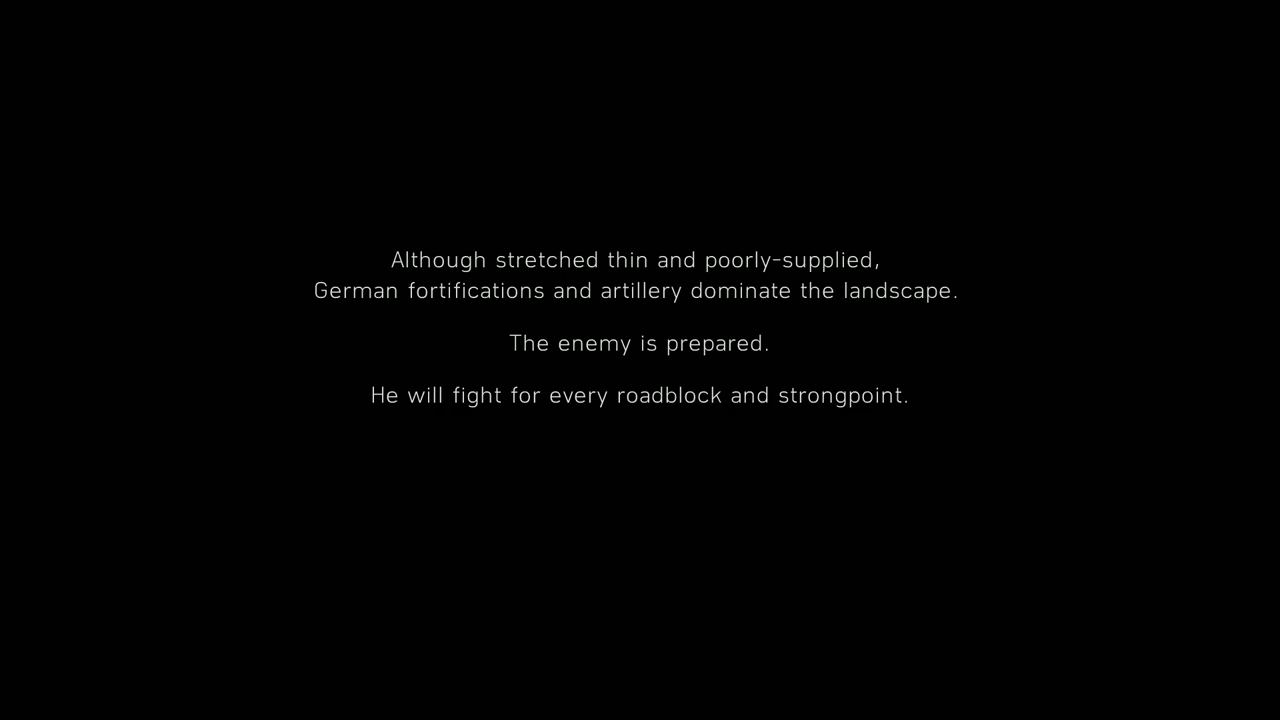 Although stretched thin and poorly-supplied,
German fortifications and artillery dominate the landscape.
The enemy is prepared.
He will fight for every roadblock and strongpoint.